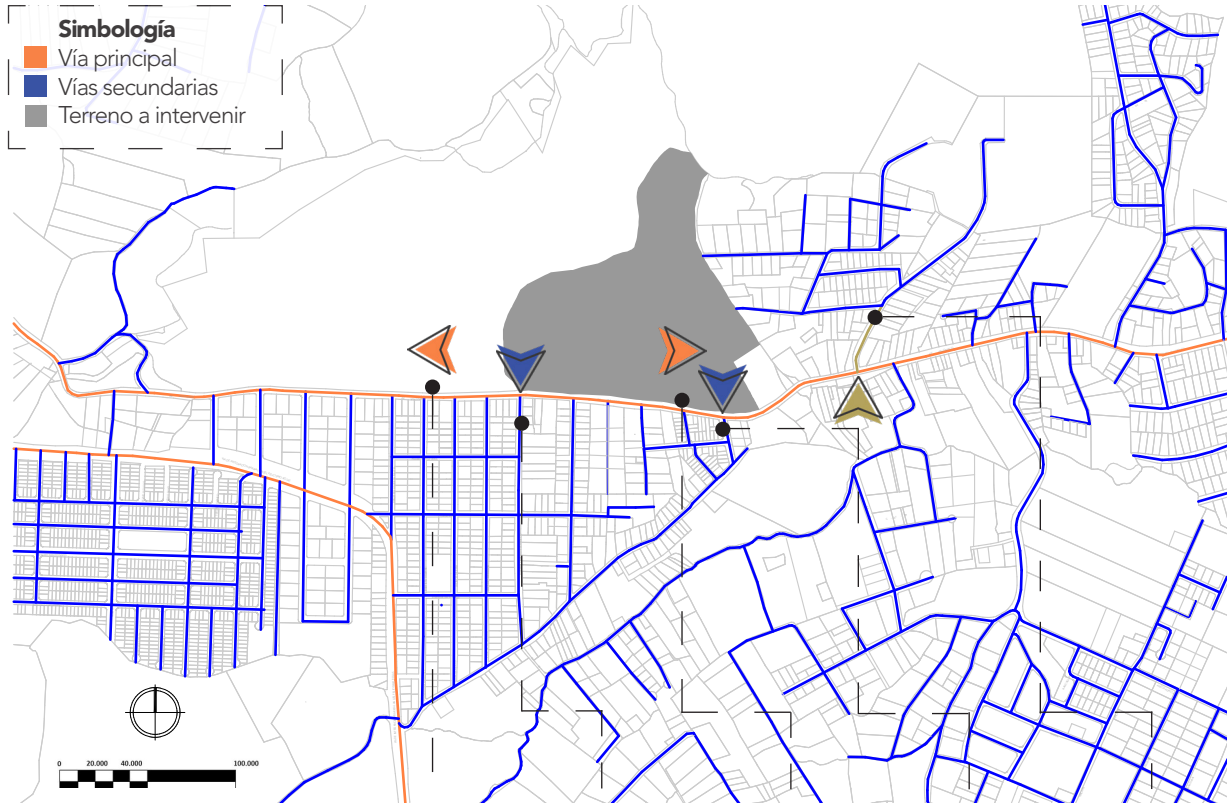 Simbología
Vía principal
Vías secundarias
Terreno a intervenir
0 20.000 40.000 100.000